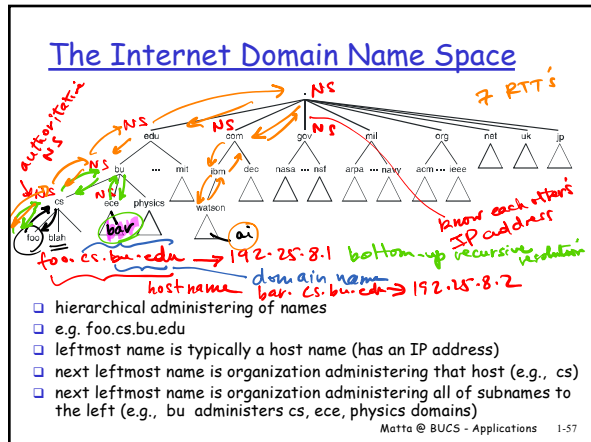 The Internet Domain Name Space
. NS
7 RTT's
authoritative NS
NS NS NS
edu com gov mil org net uk jp
NS NS
bu ... mit ibm dec nasa ... nsf arpa ... navy acm ... ieee
NS NS
cs ece physics watson
know each other's IP address
foo blah bar ai
foo.cs.bu.edu → 192.25.8.1 bottom-up recursive resolution
domain name
hostname bar.cs.bu.edu → 192.25.8.2
hierarchical administering of names
e.g. foo.cs.bu.edu
leftmost name is typically a host name (has an IP address)
next leftmost name is organization administering that host (e.g., cs)
next leftmost name is organization administering all of subnames to
the left (e.g., bu administers cs, ece, physics domains)
Matta @ BUCS - Applications 1-57